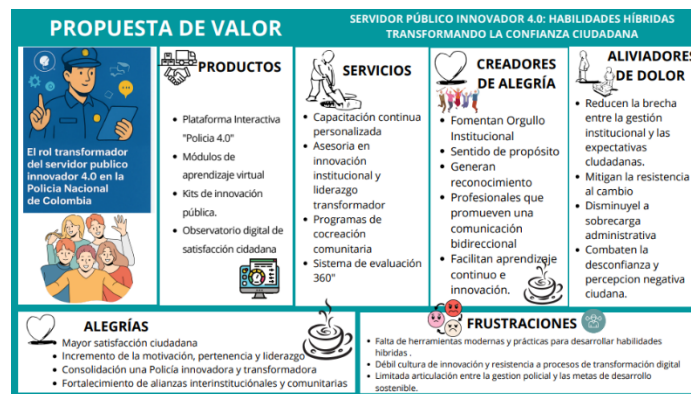 PROPUESTA DE VALOR
SERVIDOR PÚBLICO INNOVADOR 4.0: HABILIDADES HÍBRIDAS
TRANSFORMANDO LA CONFIANZA CIUDADANA
El rol transformador
del servidor publico
innovador 4.0 en la
Policia Nacional
de Colombia
PRODUCTOS
• Plataforma Interactiva
"Policia 4.0"
• Módulos de
aprendizaje virtual
• Kits de innovación
pública.
• Observatorio digital de
satisfacción cidadana
SERVICIOS
• Capacitación continua
personalizada
• Asesoria en
innovación
institucional y
liderazgo
transformador
• Programas de
cocreación
comunitaria
• Sistema de evaluación
360"
CREADORES
DE ALEGRÍA
• Fomentan Orgullo
Institucional
• Sentido de propósito
• Generan
reconocimiento
• Profesionales que
promueven una
comunicación
bidireccional
• Facilitan aprendizaje
continuo e
innovación.
ALIVIADORES
DE DOLOR
• Reducen la brecha
entre la gestión
institucional y las
expectativas
ciudadanas.
• Mitigan la resistencia
al cambio
• Disminuyel a
sobrecarga
administrativa
• Combaten la
desconfianza y
percepcion negativa
ciudana.
ALEGRÍAS
• Mayor satisfacción ciudadana
• Incremento de la motivación, pertenencia y liderazgo
• Consolidación una Policía innovadora y transformadora
• Fortalecimiento de alianzas interinstituciónales y comunitarias
FRUSTRACIONES
• Falta de herramientas modernas y prácticas para desarrollar habilidades
hibridas .
• Débil cultura de innovación y resistencia a procesos de transformación digital
• Limitada articulación entre la gestion policial y las metas de desarrollo
sostenible.